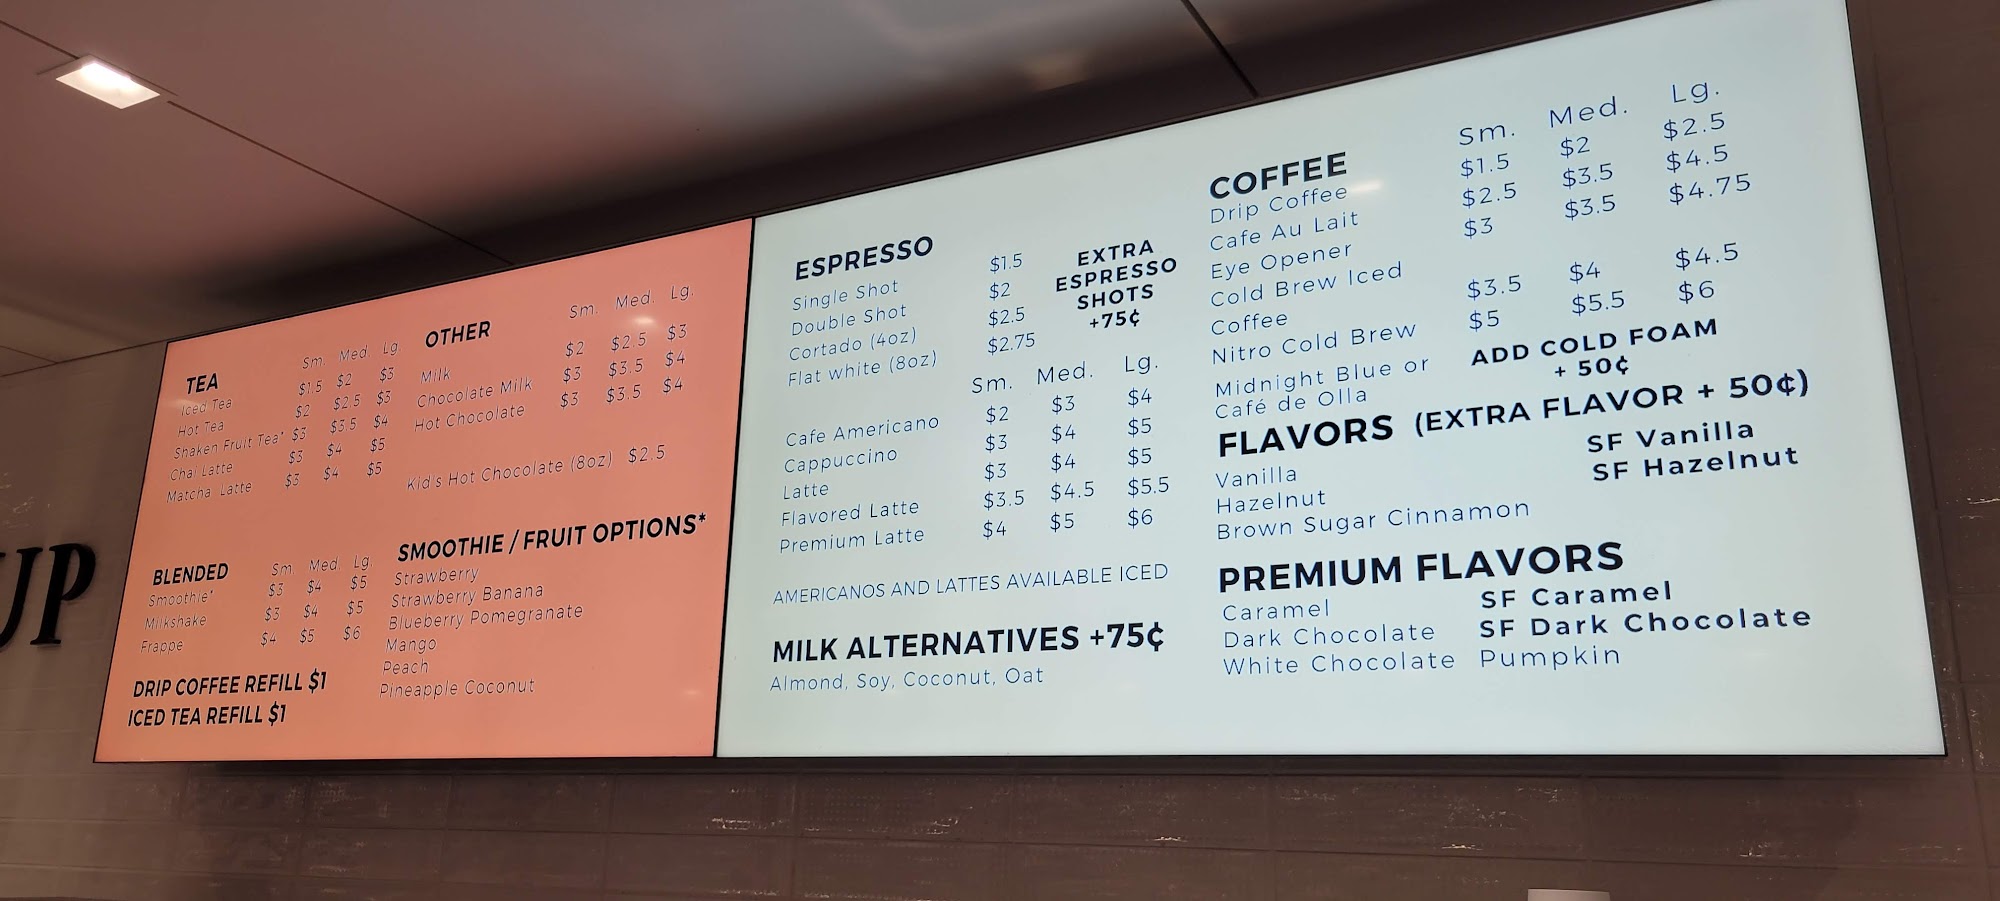 UP
TEA Sm. Med. Lg.
Iced Tea $1.5 $2 $3
Hot Tea $2 $2.5 $3
Shaken Fruit Tea* $3 $3.5 $4
Chai Latte $3 $4 $5
Matcha Latte $3 $4 $5
BLENDED Sm. Med. Lg.
Smoothie* $3 $4 $5
Milkshake $3 $4 $5
Frappe $4 $5 $6
DRIP COFFEE REFILL $1
ICED TEA REFILL $1
OTHER Sm. Med. Lg.
Milk $2 $2.5 $3
Chocolate Milk $3 $3.5 $4
Hot Chocolate $3 $3.5 $4
Kid's Hot Chocolate (8oz) $2.5
SMOOTHIE / FRUIT OPTIONS*
Strawberry
Strawberry Banana
Blueberry Pomegranate
Mango
Peach
Pineapple Coconut
ESPRESSO
Single Shot $1.5
Double Shot $2
Cortado (4oz) $2.5
Flat white (8oz) $2.75
EXTRA
ESPRESSO
SHOTS
+75¢
Sm. Med. Lg.
Cafe Americano $2 $3 $4
Cappuccino $3 $4 $5
Latte $3 $4 $5
Flavored Latte $3.5 $4.5 $5.5
Premium Latte $4 $5 $6
AMERICANOS AND LATTES AVAILABLE ICED
MILK ALTERNATIVES +75¢
Almond, Soy, Coconut, Oat
COFFEE Sm. Med. Lg.
Drip Coffee $1.5 $2 $2.5
Cafe Au Lait $2.5 $3.5 $4.5
Eye Opener $3 $3.5 $4.75
Cold Brew Iced
Coffee $3.5 $4 $4.5
Nitro Cold Brew $5 $5.5 $6
Midnight Blue or
Café de Olla
ADD COLD FOAM
+ 50¢
FLAVORS (EXTRA FLAVOR + 50¢)
Vanilla SF Vanilla
Hazelnut SF Hazelnut
Brown Sugar Cinnamon
PREMIUM FLAVORS
Caramel SF Caramel
Dark Chocolate SF Dark Chocolate
White Chocolate Pumpkin